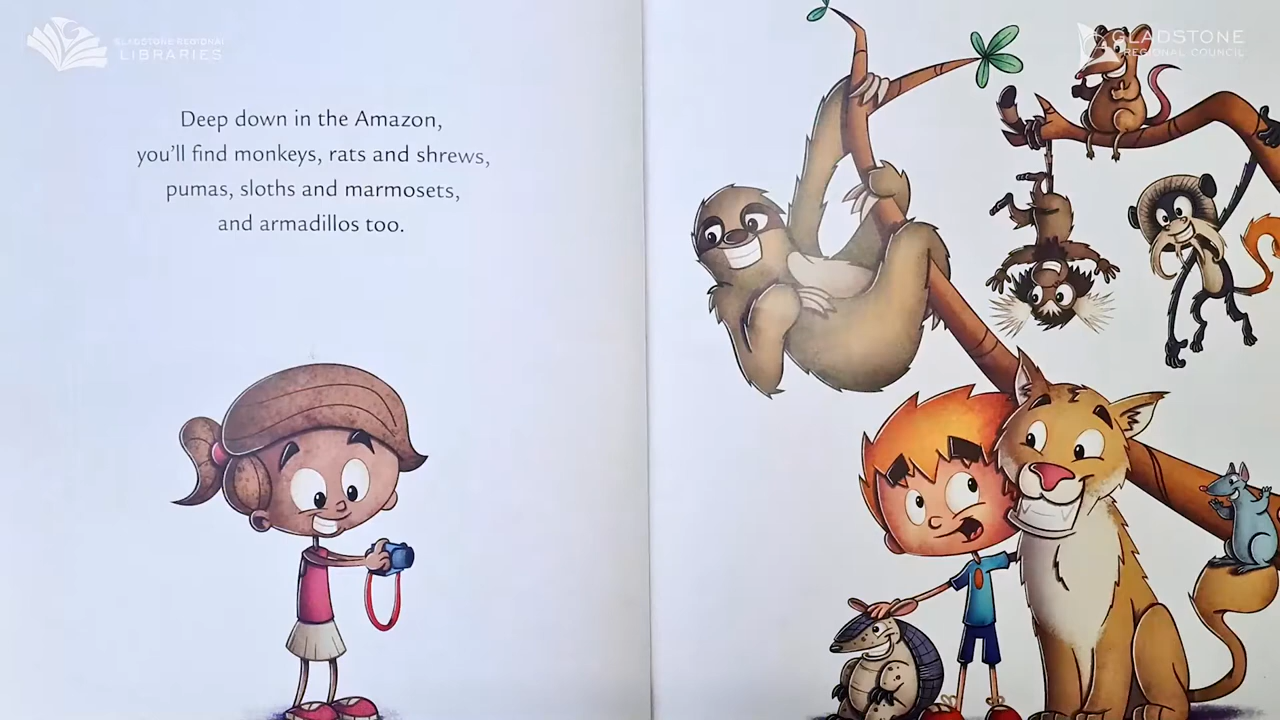 GLADSTONE REGIONAL
LIBRARIES
GLADSTONE
REGIONAL COUNCIL
Deep down in the Amazon,
you'll find monkeys, rats and shrews,
pumas, sloths and marmosets,
and armadillos too.